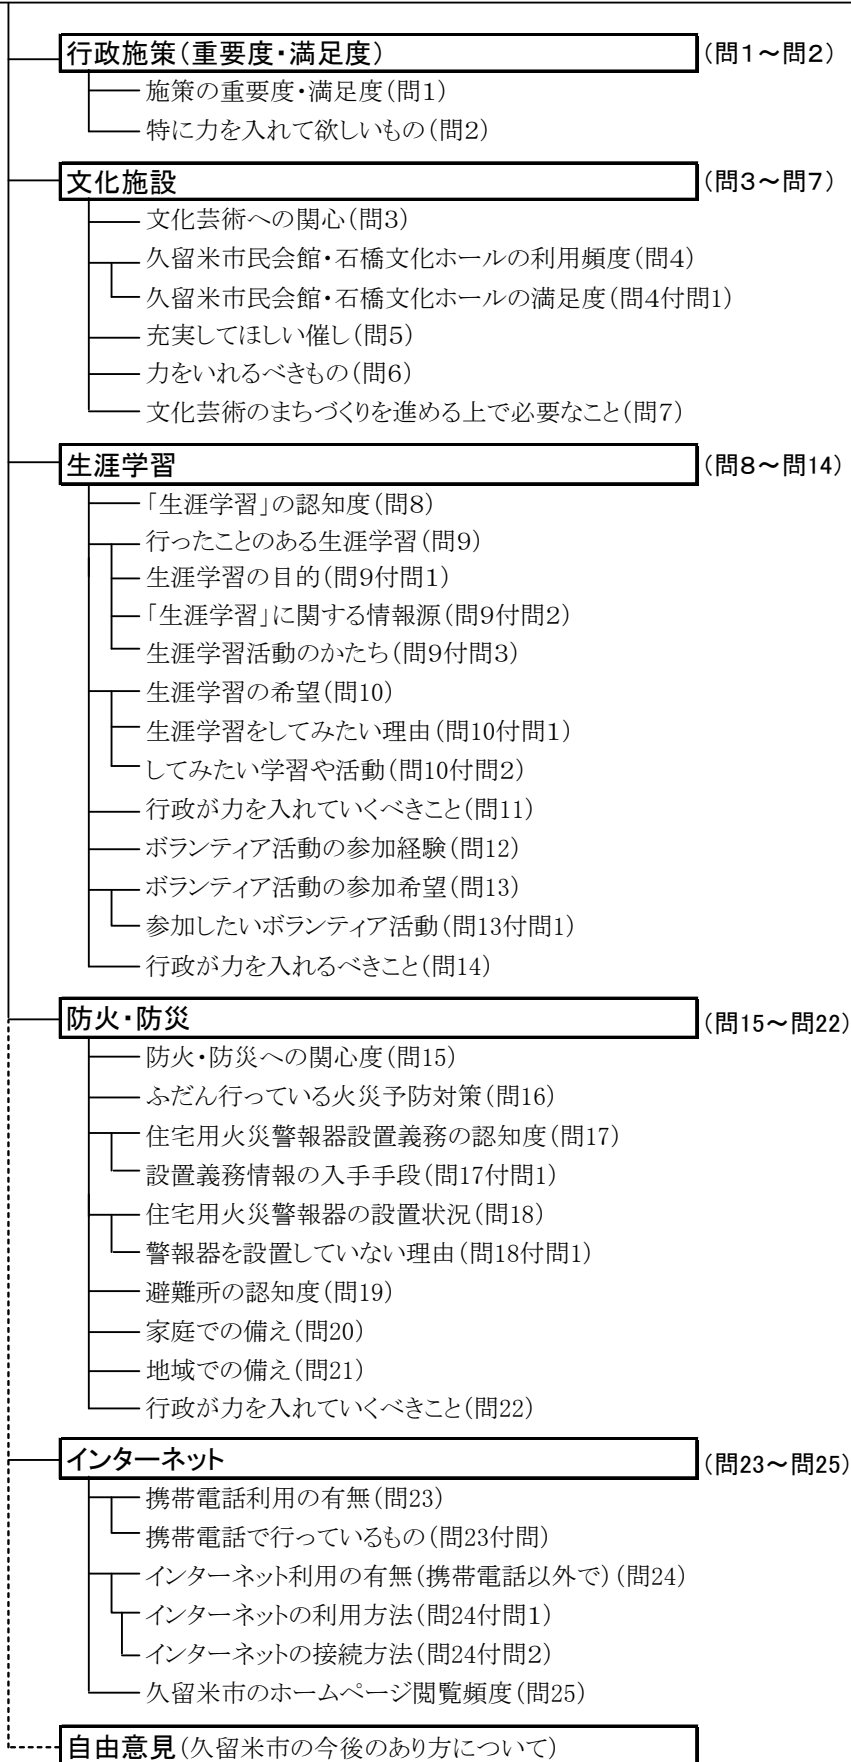 行政施策(重要度・満足度) (問1～問2)
施策の重要度・満足度(問1)
特に力を入れて欲しいもの(問2)
文化施設 (問3～問7)
文化芸術への関心(問3)
久留米市民会館・石橋文化ホールの利用頻度(問4)
久留米市民会館・石橋文化ホールの満足度(問4付問1)
充実してほしい催し(問5)
力をいれるべきもの(問6)
文化芸術のまちづくりを進める上で必要なこと(問7)
生涯学習 (問8～問14)
「生涯学習」の認知度(問8)
行ったことのある生涯学習(問9)
生涯学習の目的(問9付問1)
「生涯学習」に関する情報源(問9付問2)
生涯学習活動のかたち(問9付問3)
生涯学習の希望(問10)
生涯学習をしてみたい理由(問10付問1)
してみたい学習や活動(問10付問2)
行政が力を入れていくべきこと(問11)
ボランティア活動の参加経験(問12)
ボランティア活動の参加希望(問13)
参加したいボランティア活動(問13付問1)
行政が力を入れるべきこと(問14)
防火・防災 (問15～問22)
防火・防災への関心度(問15)
ふだん行っている火災予防対策(問16)
住宅用火災警報器設置義務の認知度(問17)
設置義務情報の入手手段(問17付問1)
住宅用火災警報器の設置状況(問18)
警報器を設置していない理由(問18付問1)
避難所の認知度(問19)
家庭での備え(問20)
地域での備え(問21)
行政が力を入れていくべきこと(問22)
インターネット (問23～問25)
携帯電話利用の有無(問23)
携帯電話で行っているもの(問23付問)
インターネット利用の有無(携帯電話以外で)(問24)
インターネットの利用方法(問24付問1)
インターネットの接続方法(問24付問2)
久留米市のホームページ閲覧頻度(問25)
自由意見(久留米市の今後のあり方について)